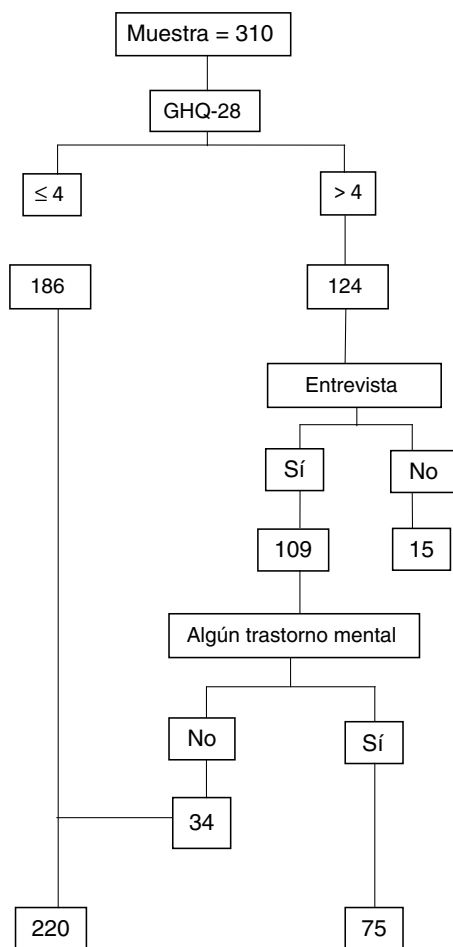 Muestra = 310
GHQ-28
≤ 4
> 4
186
124
Entrevista
Sí
No
109
15
Algún trastorno mental
No
Sí
34
220
75